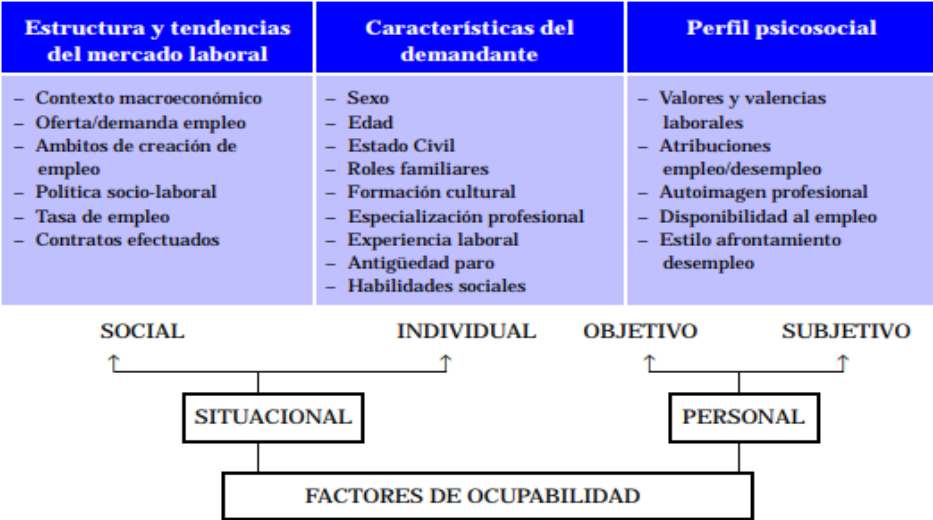 Estructura y tendencias
del mercado laboral
– Contexto macroeconómico
– Oferta/demanda empleo
– Ambitos de creación de
empleo
– Política socio-laboral
– Tasa de empleo
– Contratos efectuados
Características del
demandante
– Sexo
– Edad
– Estado Civil
– Roles familiares
– Formación cultural
– Especialización profesional
– Experiencia laboral
– Antigüedad paro
– Habilidades sociales
Perfil psicosocial
– Valores y valencias
laborales
– Atribuciones
empleo/desempleo
– Autoimagen profesional
– Disponibilidad al empleo
– Estilo afrontamiento
desempleo
SOCIAL
INDIVIDUAL
OBJETIVO
SUBJETIVO
SITUACIONAL
PERSONAL
FACTORES DE OCUPABILIDAD